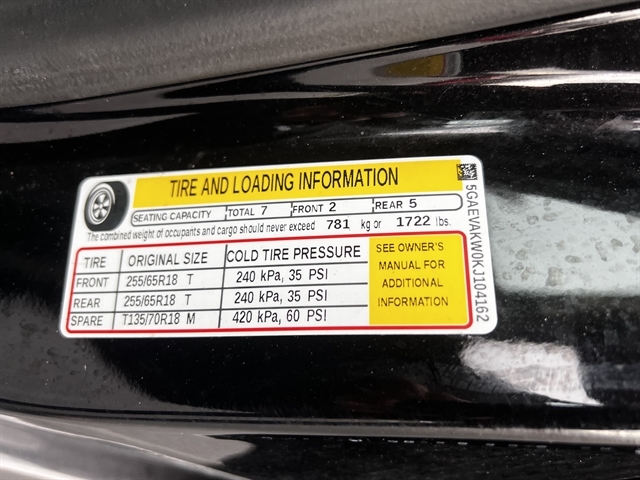 TIRE AND LOADING INFORMATION
SEATING CAPACITY TOTAL 7 FRONT 2 REAR 5
The combined weight of occupants and cargo should never exceed 781 kg or 1722 lbs.
TIRE ORIGINAL SIZE COLD TIRE PRESSURE
FRONT 255/65R18 T 240 kPa, 35 PSI
REAR 255/65R18 T 240 kPa, 35 PSI
SPARE T135/70R18 M 420 kPa, 60 PSI
SEE OWNER'S
MANUAL FOR
ADDITIONAL
INFORMATION
5GAEVAKW0KJ104162